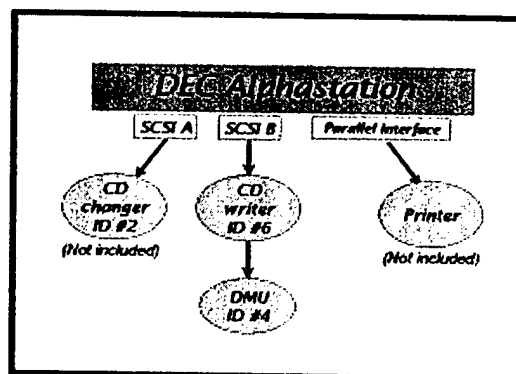 DEC Alphastation
SCSI A SCSI B Parallel Interface
CD
changer
ID #2
(Not included)
CD
writer
ID #6
Printer
(Not included)
DMU
ID #4